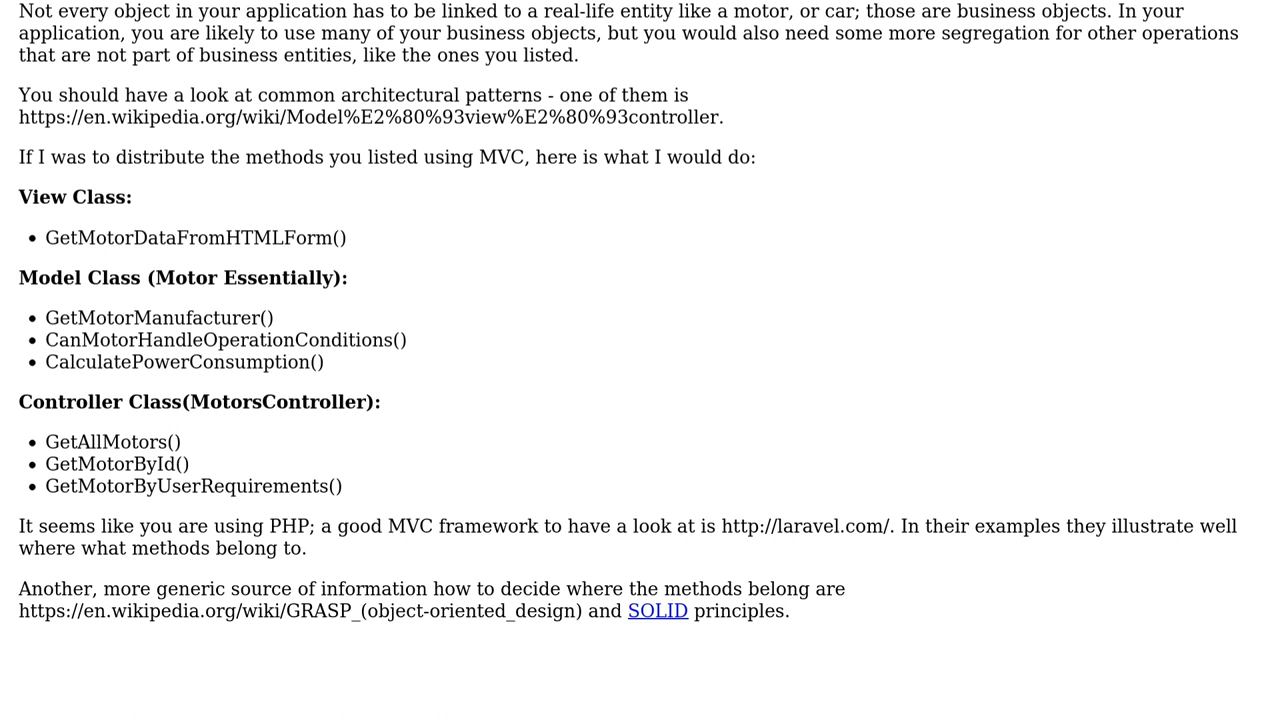 Not every object in your application has to be linked to a real-life entity like a motor, or car; those are business objects. In your
application, you are likely to use many of your business objects, but you would also need some more segregation for other operations
that are not part of business entities, like the ones you listed.
You should have a look at common architectural patterns - one of them is
https://en.wikipedia.org/wiki/Model%E2%80%93view%E2%80%93controller.
If I was to distribute the methods you listed using MVC, here is what I would do:
View Class:
• GetMotorDataFromHTMLForm()
Model Class (Motor Essentially):
• GetMotorManufacturer()
• CanMotorHandleOperationConditions()
• CalculatePowerConsumption()
Controller Class(MotorsController):
• GetAllMotors()
• GetMotorById()
• GetMotorByUserRequirements()
It seems like you are using PHP; a good MVC framework to have a look at is http://laravel.com/. In their examples they illustrate well
where what methods belong to.
Another, more generic source of information how to decide where the methods belong are
https://en.wikipedia.org/wiki/GRASP_(object-oriented_design) and SOLID principles.